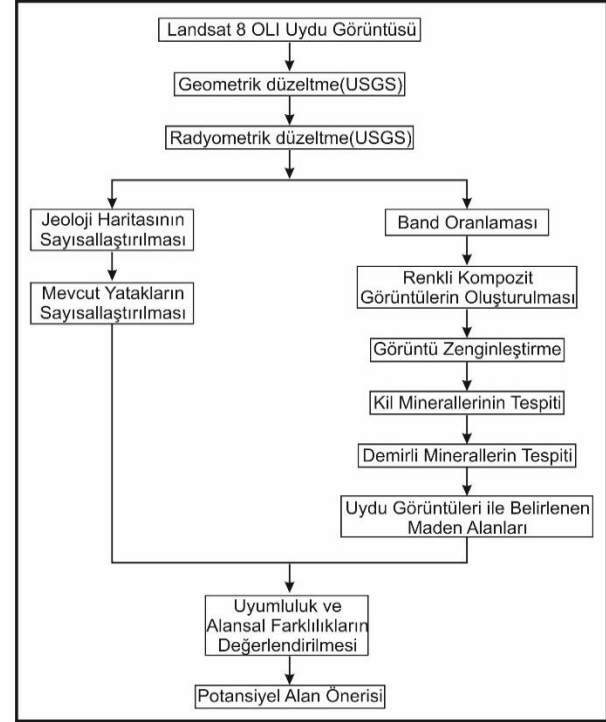 Landsat 8 OLI Uydu Görüntüsü
Geometrik düzeltme(USGS)
Radyometrik düzeltme(USGS)
Jeoloji Haritasının
Sayısallaştırılması
Mevcut Yatakların
Sayısallaştırılması
Band Oranlaması
Renkli Kompozit
Görüntülerin Oluşturulması
Görüntü Zenginleştirme
Kil Minerallerinin Tespiti
Demirli Minerallerin Tespiti
Uydu Görüntüleri ile Belirlenen
Maden Alanları
Uyumluluk ve
Alansal Farklılıkların
Değerlendirilmesi
Potansiyel Alan Önerisi